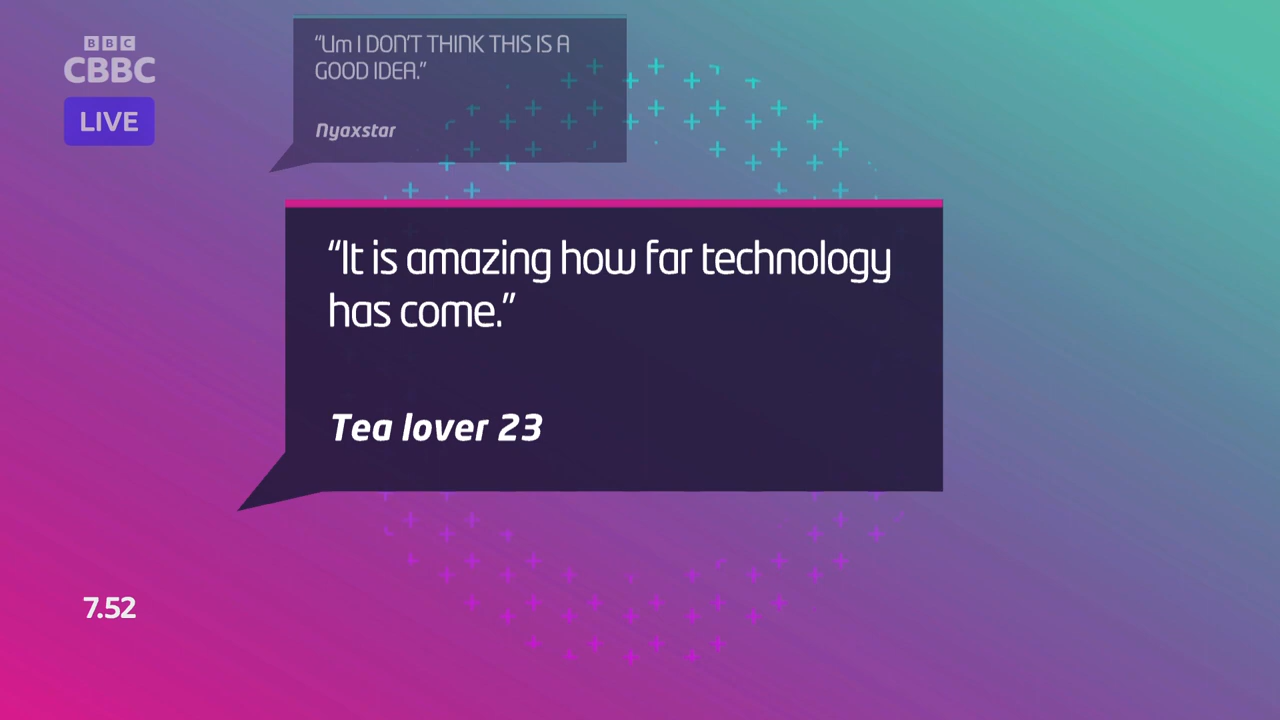 BBC
CBBC
LIVE
“Um I DON'T THINK THIS IS A
GOOD IDEA.”
Nyaxstar
“It is amazing how far technology
has come.”
Tea lover 23
7.52